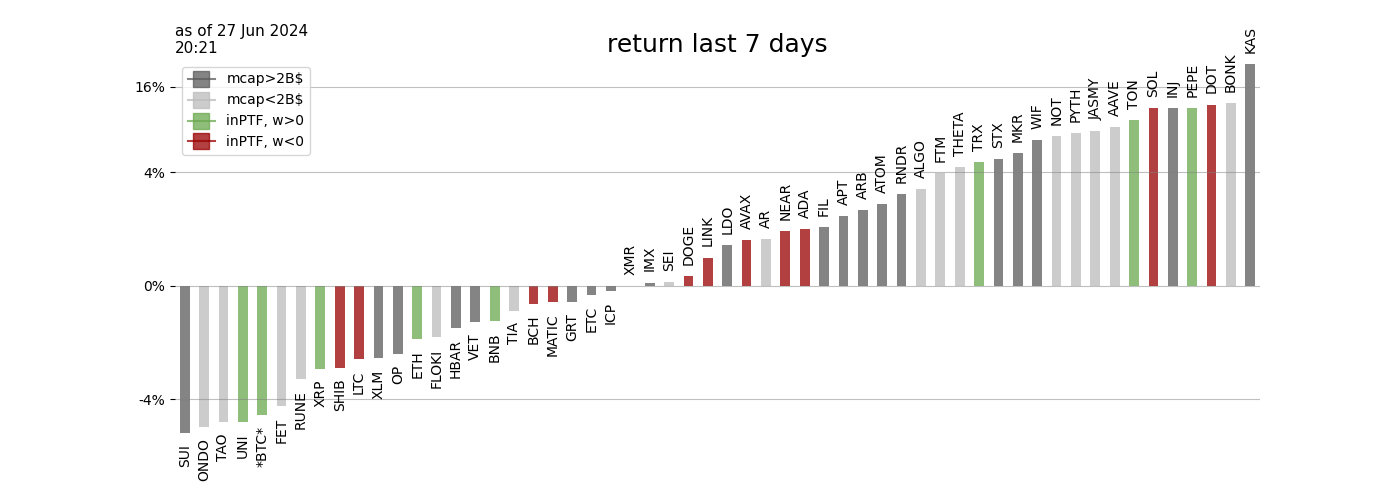 as of 27 Jun 2024
20:21
return last 7 days
mcap>2B$
mcap<2B$
inPTF, w>0
inPTF, w<0
16%
4%
0%
-4%
SUI
ONDO
TAO
UNI
*BTC*
FET
RUNE
XRP
SHIB
LTC
XLM
OP
ETH
FLOKI
HBAR
VET
BNB
TIA
BCH
MATIC
GRT
ETC
ICP
XMR
IMX
SEI
DOGE
LINK
LDO
AVAX
AR
NEAR
ADA
FIL
APT
ARB
ATOM
RNDR
ALGO
FTM
THETA
TRX
STX
MKR
WIF
NOT
PYTH
JASMY
AAVE
TON
SOL
INJ
PEPE
DOT
BONK
KAS